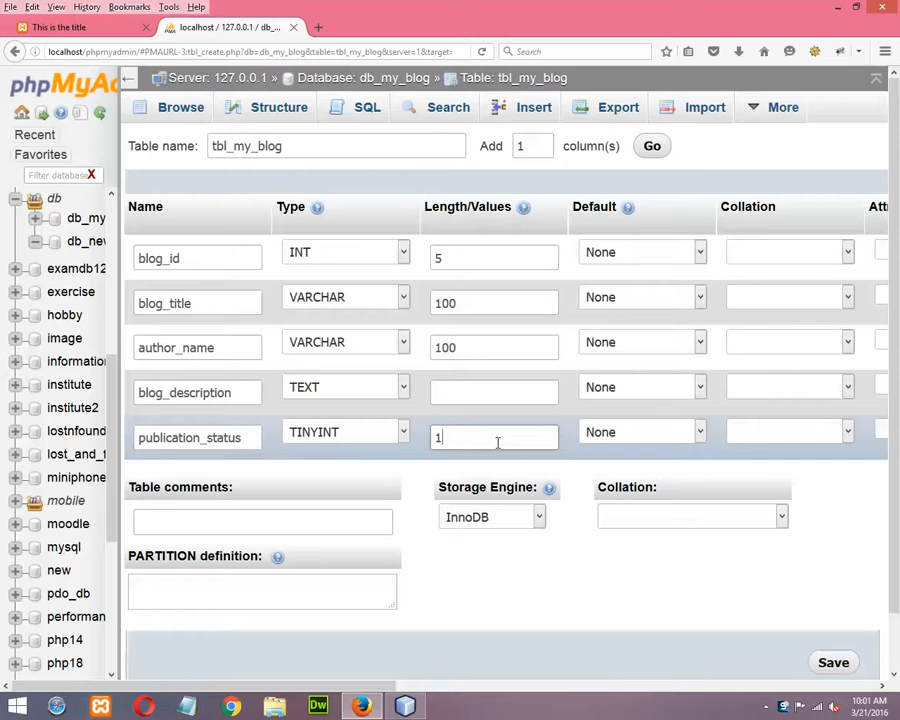 File Edit View History Bookmarks Tools Help
This is the title
localhost / 127.0.0.1 / db_...
localhost/phpmyadmin/#PMAURL-3:tbl_create.php?db=db_my_blog&table=tbl_my_blog&server=1&target=
Search
phpMyAd
Server: 127.0.0.1 » Database: db_my_blog » Table: tbl_my_blog
Browse Structure SQL Search Insert Export Import More
Recent
Favorites
Filter database X
db
db_my
db_new
examdb12
exercise
hobby
image
information
institute
institute2
lostnfound
lost_and_f
miniphone
mobile
moodle
mysql
new
pdo_db
performan
php14
php18
Table name: tbl_my_blog Add 1 column(s) Go
Name Type Length/Values Default Collation Attr
blog_id INT 5 None
blog_title VARCHAR 100 None
author_name VARCHAR 100 None
blog_description TEXT None
publication_status TINYINT 1 None
Table comments: Storage Engine: Collation:
InnoDB
PARTITION definition:
Save
Dw
10:01 AM
3/21/2016